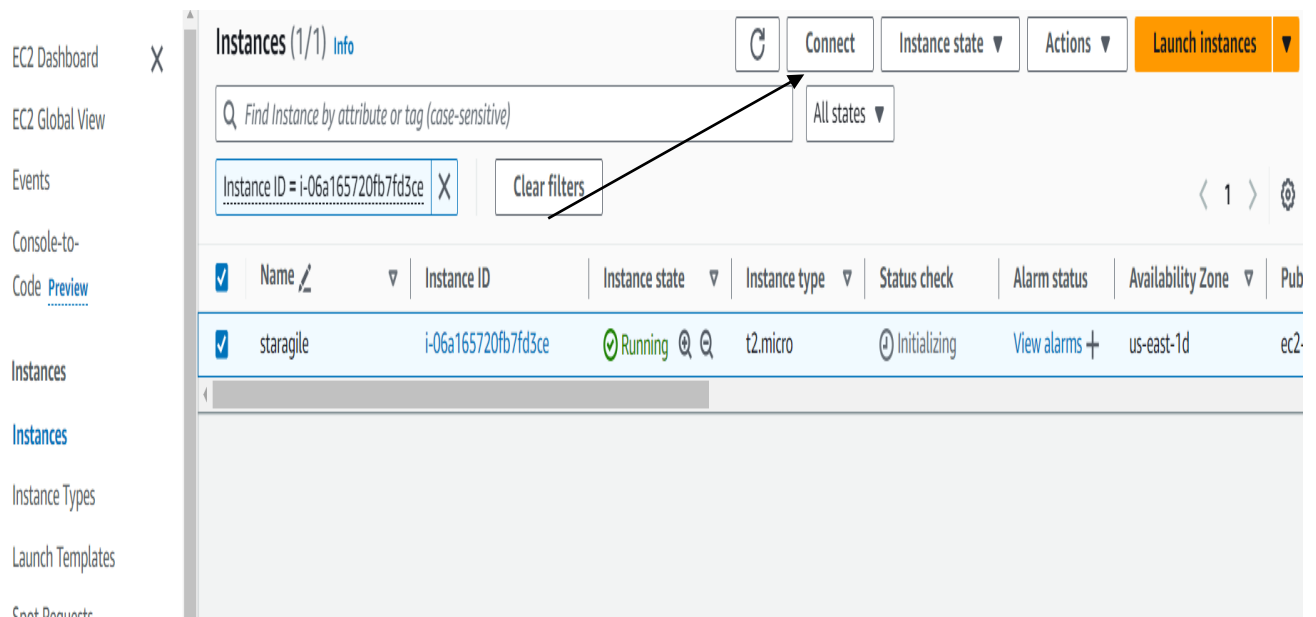 EC2 Dashboard
EC2 Global View
Events
Console-to-
Code Preview
Instances
Instances
Instance Types
Launch Templates
Spot Requests
Instances (1/1) Info
Connect Instance state Actions Launch instances
Find Instance by attribute or tag (case-sensitive) All states
Instance ID = i-06a165720fb7fd3ce Clear filters
1
Name Instance ID Instance state Instance type Status check Alarm status Availability Zone Pub
staragile i-06a165720fb7fd3ce Running t2.micro Initializing View alarms + us-east-1d ec2-